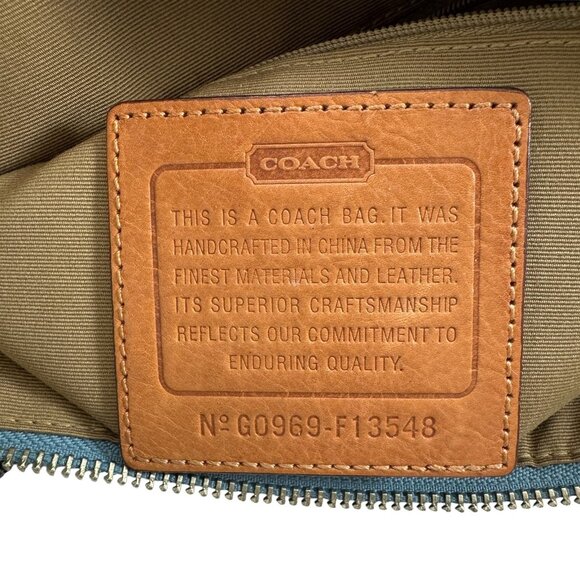 COACH
THIS IS A COACH BAG. IT WAS
HANDCRAFTED IN CHINA FROM THE
FINEST MATERIALS AND LEATHER.
ITS SUPERIOR CRAFTSMANSHIP
REFLECTS OUR COMMITMENT TO
ENDURING QUALITY.
Nº G0969-F13548